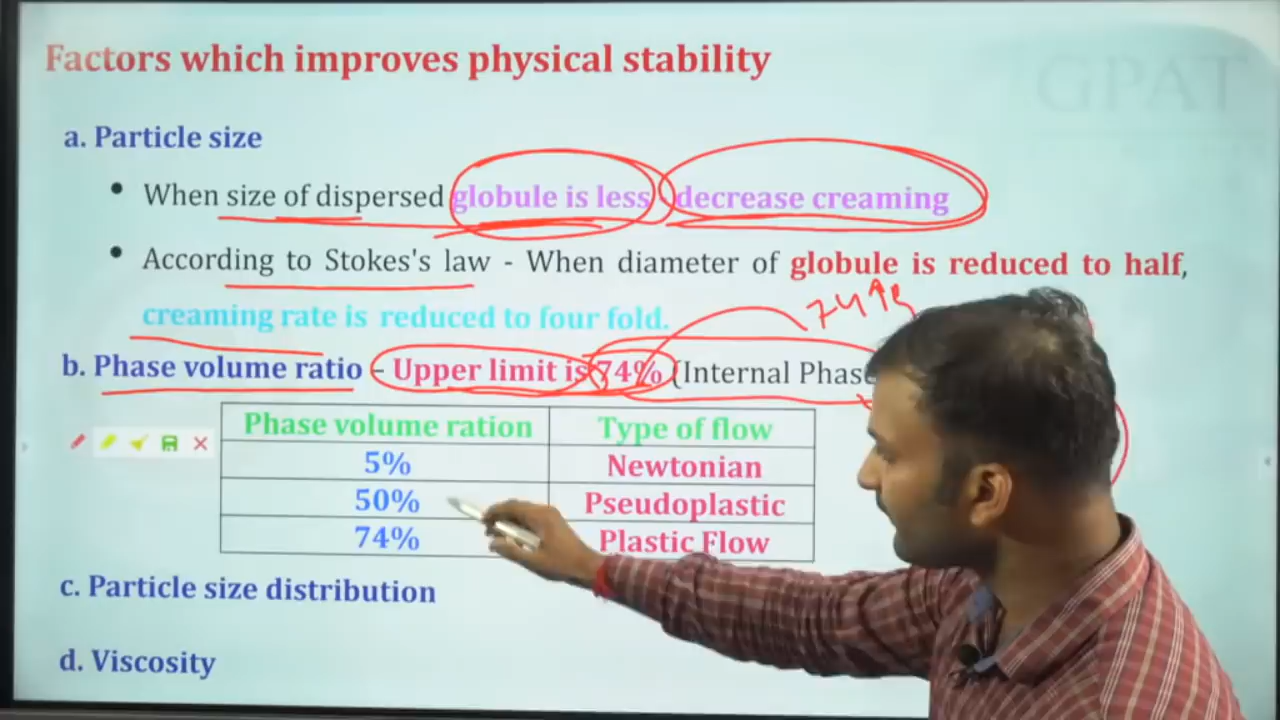 GPAT
Factors which improves physical stability
a. Particle size
• When size of dispersed globule is less decrease creaming
• According to Stokes's law - When diameter of globule is reduced to half,
creaming rate is reduced to four fold.
74
b. Phase volume ratio - Upper limit is 74% (Internal Phase
Phase volume ration Type of flow
5% Newtonian
50% Pseudoplastic
74% Plastic Flow
c. Particle size distribution
d. Viscosity